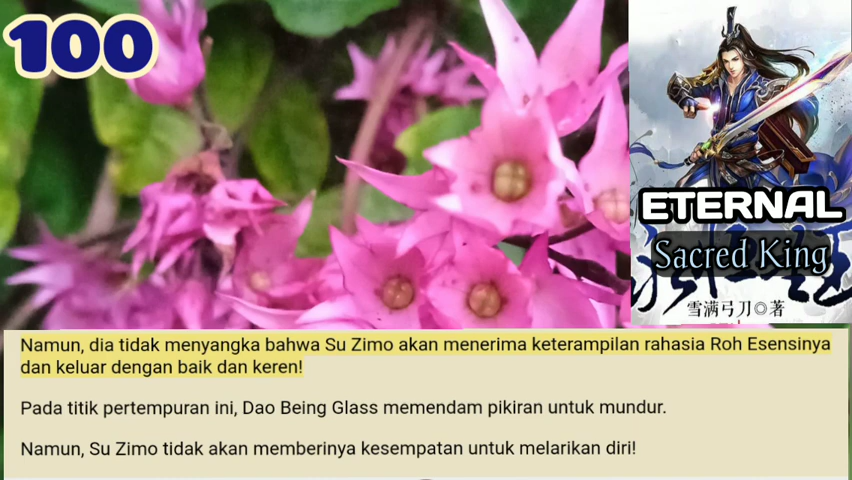 100
ETERNAL
Sacred King
雪满弓刀◎著
Namun, dia tidak menyangka bahwa Su Zimo akan menerima keterampilan rahasia Roh Esensinya
dan keluar dengan baik dan keren!
Pada titik pertempuran ini, Dao Being Glass memendam pikiran untuk mundur.
Namun, Su Zimo tidak akan memberinya kesempatan untuk melarikan diri!